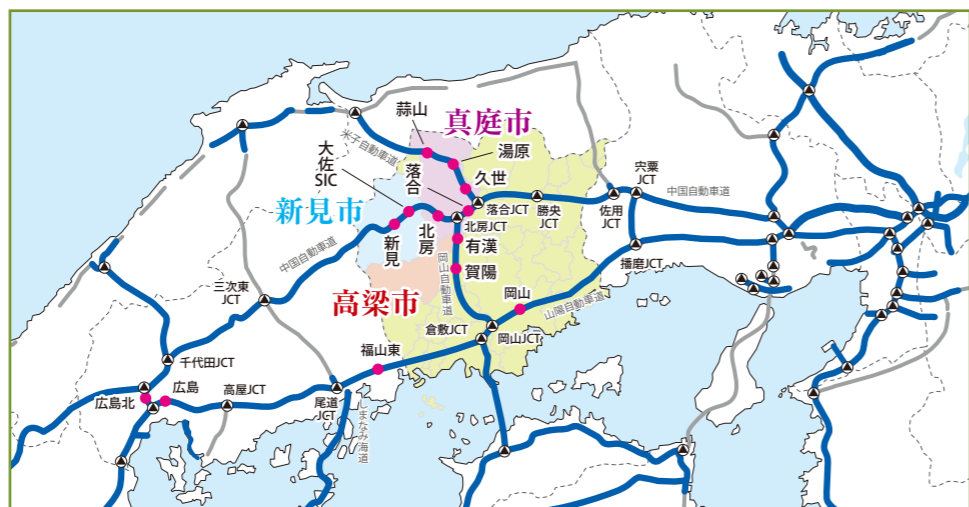 蒜山
真庭市
米子自動車道
湯原
大佐
SIC
落合
久世
宍粟
JCT
中国自動車道
新見市
落合JCT
勝央
JCT
佐用
JCT
北房
北房JCT
新見
有漢
中国自動車道
岡山自動車道
賀陽
播磨JCT
三次東
JCT
高梁市
岡山
山陽自動車道
倉敷JCT
岡山JCT
福山東
千代田JCT
広島北
広島
高屋JCT
尾道
JCT
しまなみ海道